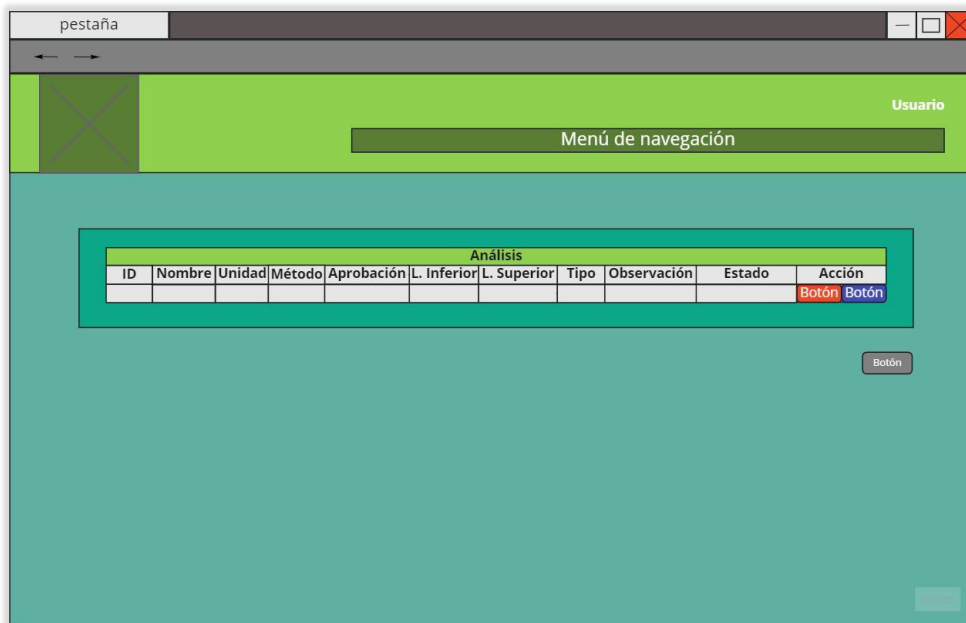 pestaña
Usuario
Menú de navegación
Análisis
ID Nombre Unidad Método Aprobación L. Inferior L. Superior Tipo Observación Estado Acción
Botón Botón
Botón